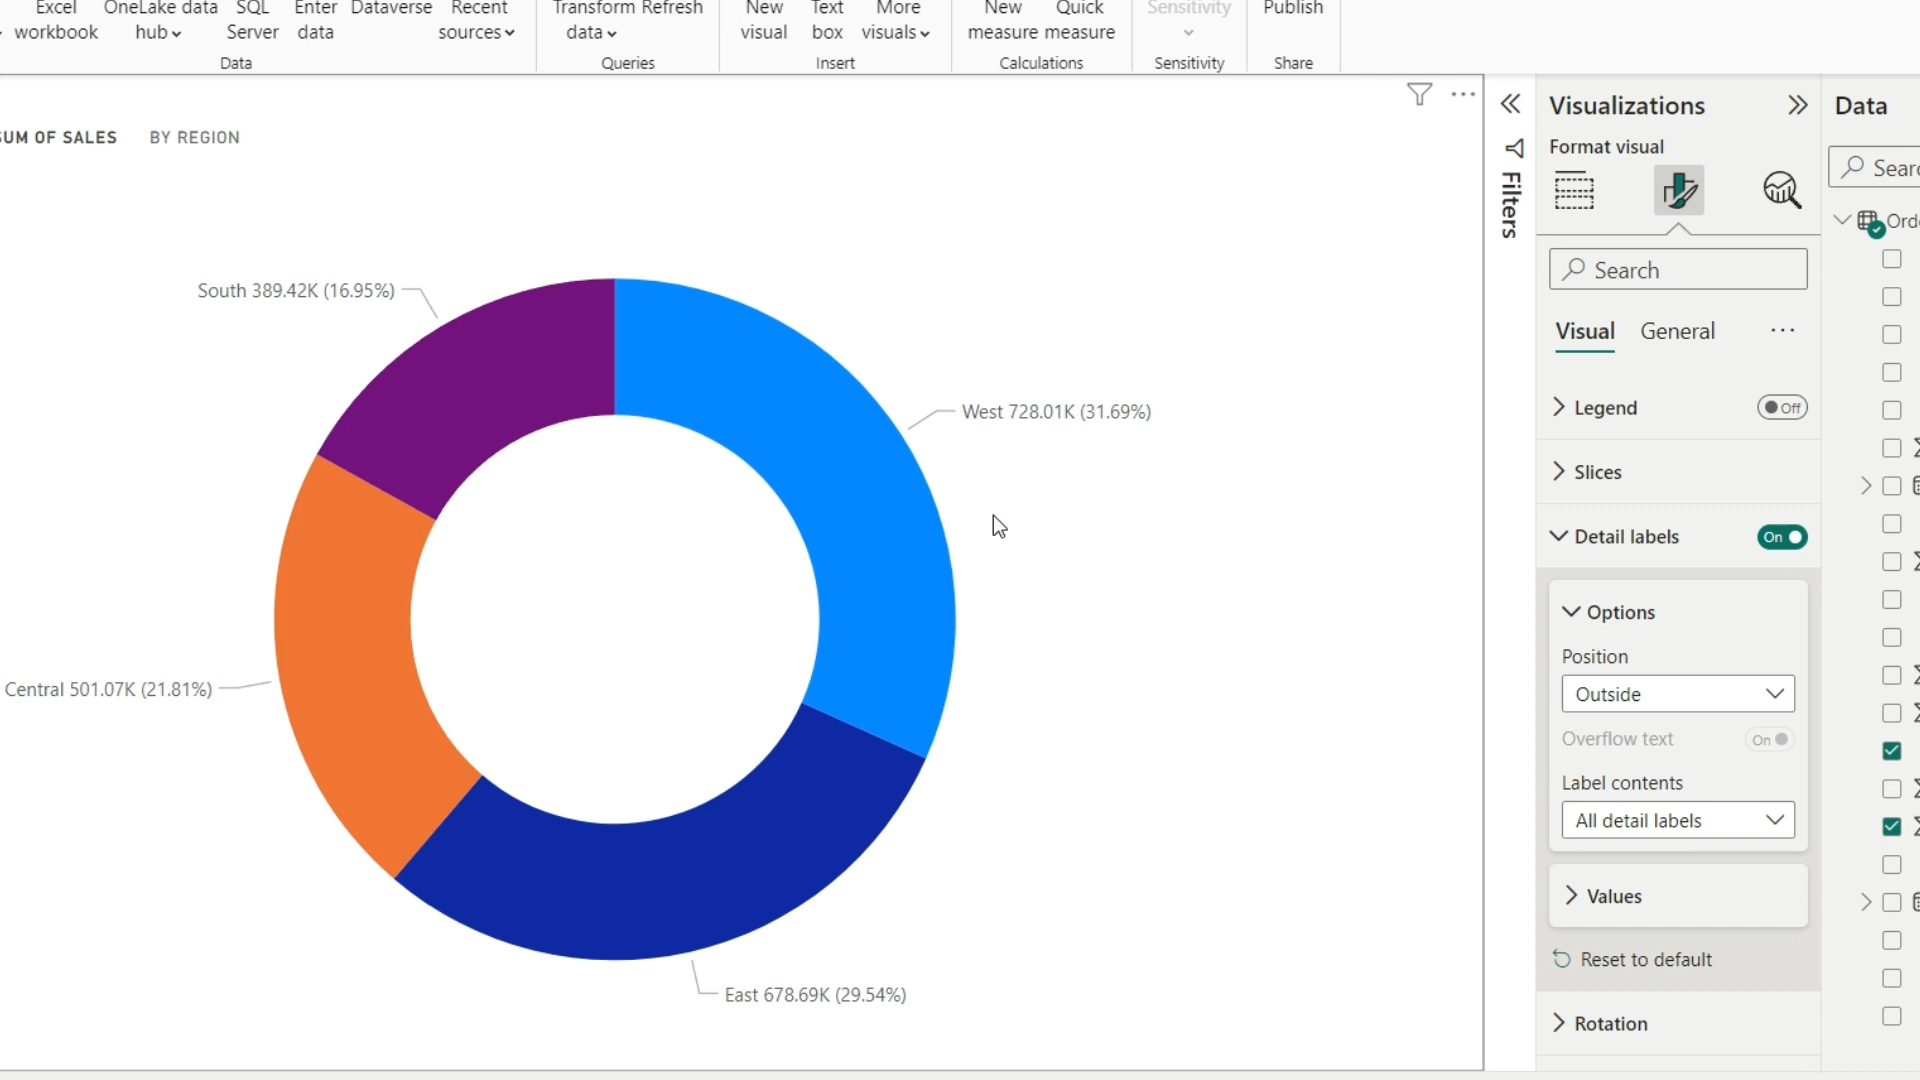 Excel OneLake data SQL Enter Dataverse Recent Transform Refresh New Text More New Quick Sensitivity Publish
workbook hub Server data sources data visual box visuals measure measure
Data Queries Insert Calculations Sensitivity Share
SUM OF SALES BY REGION
South 389.42K (16.95%)
West 728.01K (31.69%)
Central 501.07K (21.81%)
East 678.69K (29.54%)
Filters
Visualizations
Format visual
Search
Visual General
Legend Off
Slices
Detail labels On
Options
Position
Outside
Overflow text On
Label contents
All detail labels
Values
Reset to default
Rotation
Data
Sear
Ord